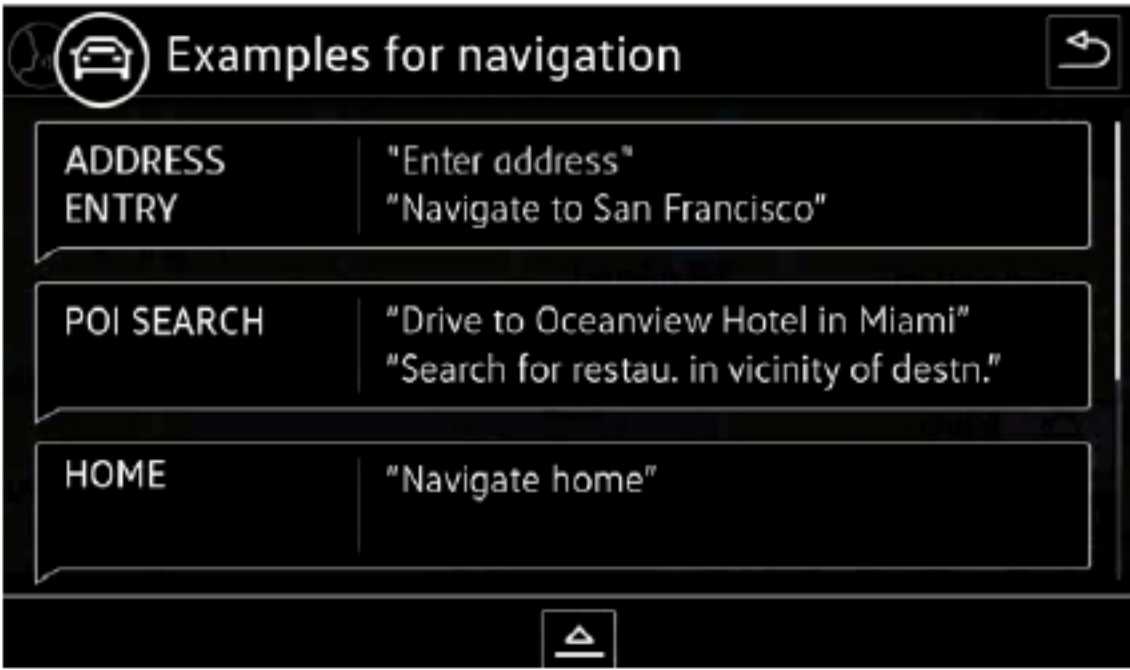 Examples for navigation
ADDRESS
ENTRY
"Enter address"
"Navigate to San Francisco"
POI SEARCH
"Drive to Oceanview Hotel in Miami"
"Search for restau. in vicinity of destn."
HOME
"Navigate home"